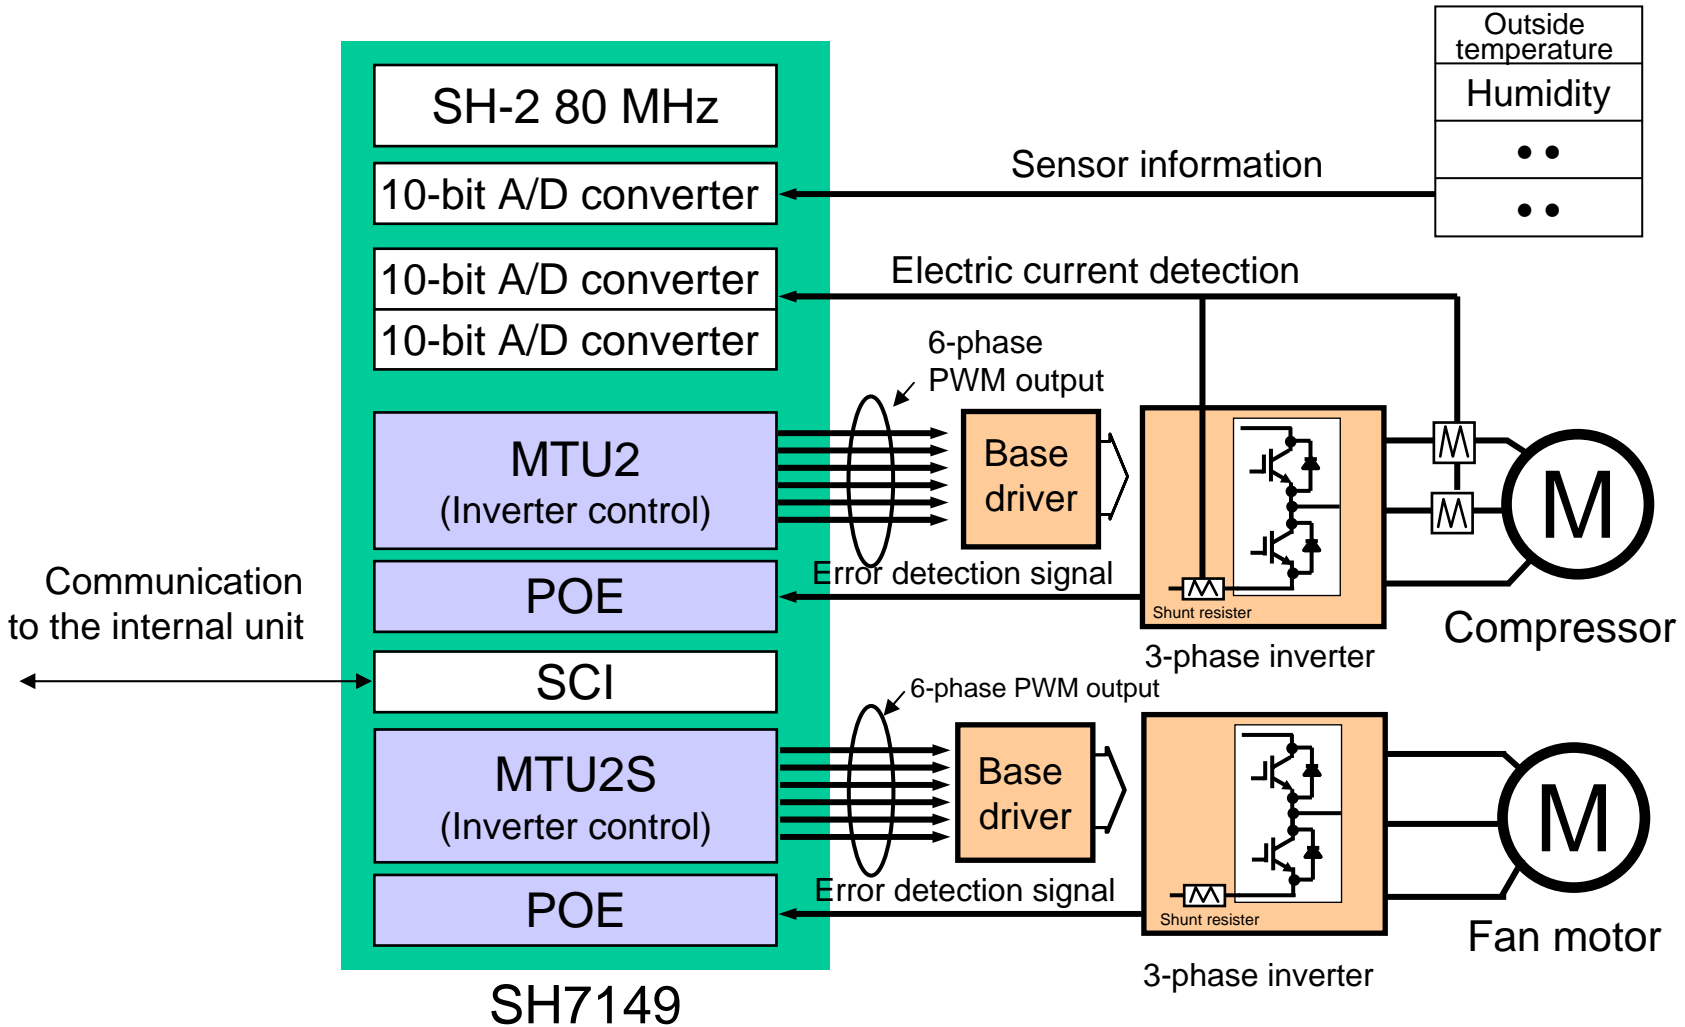 Outside
temperature
Humidity
• •
• •
SH-2 80 MHz
10-bit A/D converter
Sensor information
10-bit A/D converter
10-bit A/D converter
Electric current detection
6-phase
PWM output
MTU2
(Inverter control)
Base
driver
M
Compressor
POE
Error detection signal
Shunt resister
3-phase inverter
Communication
to the internal unit
SCI
6-phase PWM output
MTU2S
(Inverter control)
Base
driver
M
Fan motor
POE
Error detection signal
Shunt resister
3-phase inverter
SH7149